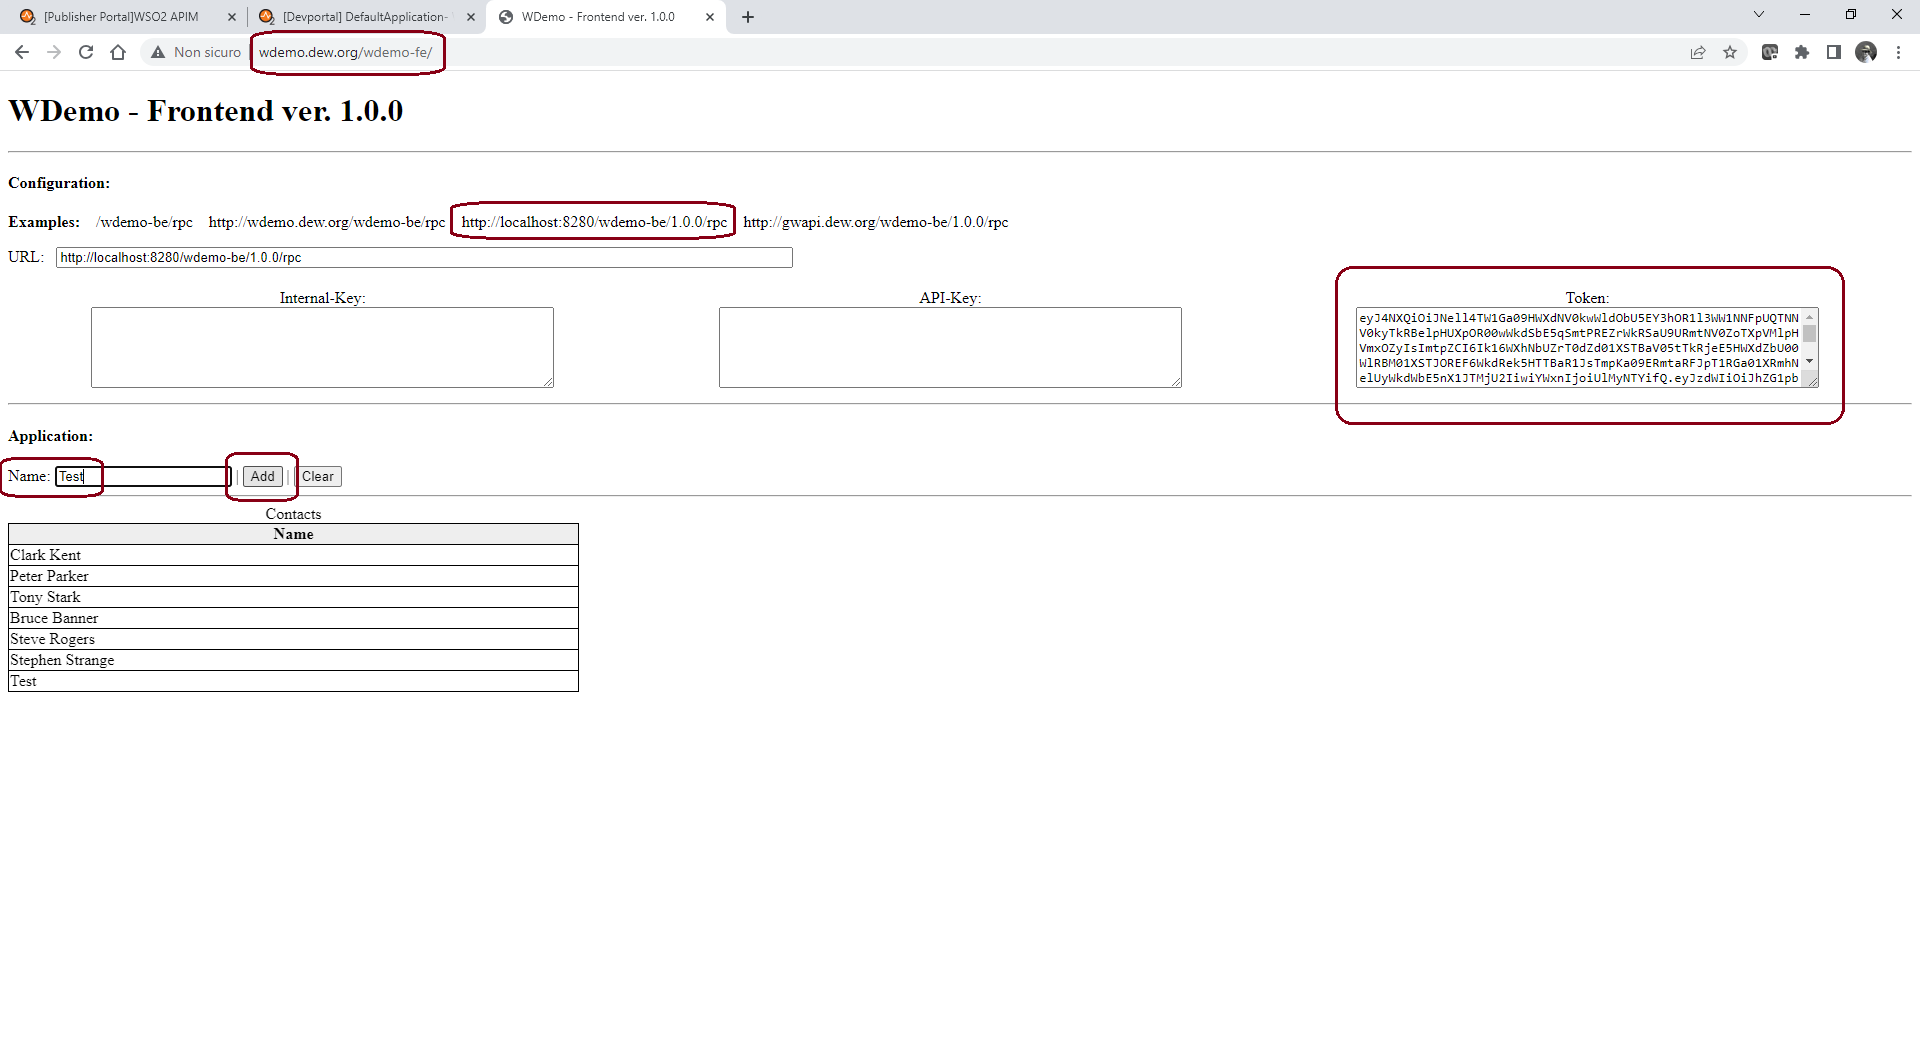 [Publisher Portal]WSO2 APIM
[Devportal] DefaultApplication-
WDemo - Frontend ver. 1.0.0
Non sicuro
wdemo.dew.org/wdemo-fe/
WDemo - Frontend ver. 1.0.0
Configuration:
Examples: /wdemo-be/rpc http://wdemo.dew.org/wdemo-be/rpc http://localhost:8280/wdemo-be/1.0.0/rpc http://gwapi.dew.org/wdemo-be/1.0.0/rpc
URL: http://localhost:8280/wdemo-be/1.0.0/rpc
Internal-Key:
API-Key:
Token:
eyJ4NXQiOiJNell4TW1Ga09HWXdNV0kwWldObU5EY3hOR1l3WW1NNFpUQTNN
V0kyTkRBelpHUXpOR00wWkdSbE5qSmtPREZrWkRSaU9URmtNV0ZoTXpVMlpH
VmxOZyIsImtpZCI6Ik16WXhNbUZrT0dZd01XSTBaV05tTkRjeE5HWXdZbU00
WlRBM01XSTJOREF6WkdRek5HTTBaR1JsTmpKa09ERmtaRFJpT1RGa01XRmhN
elUyWkdWbE5nX1JTMjU2IiwiYWxnIjoiUlMyNTYifQ.eyJzdWIiOiJhZG1pb
Application:
Name: Test | Add | Clear
Contacts
Name
Clark Kent
Peter Parker
Tony Stark
Bruce Banner
Steve Rogers
Stephen Strange
Test